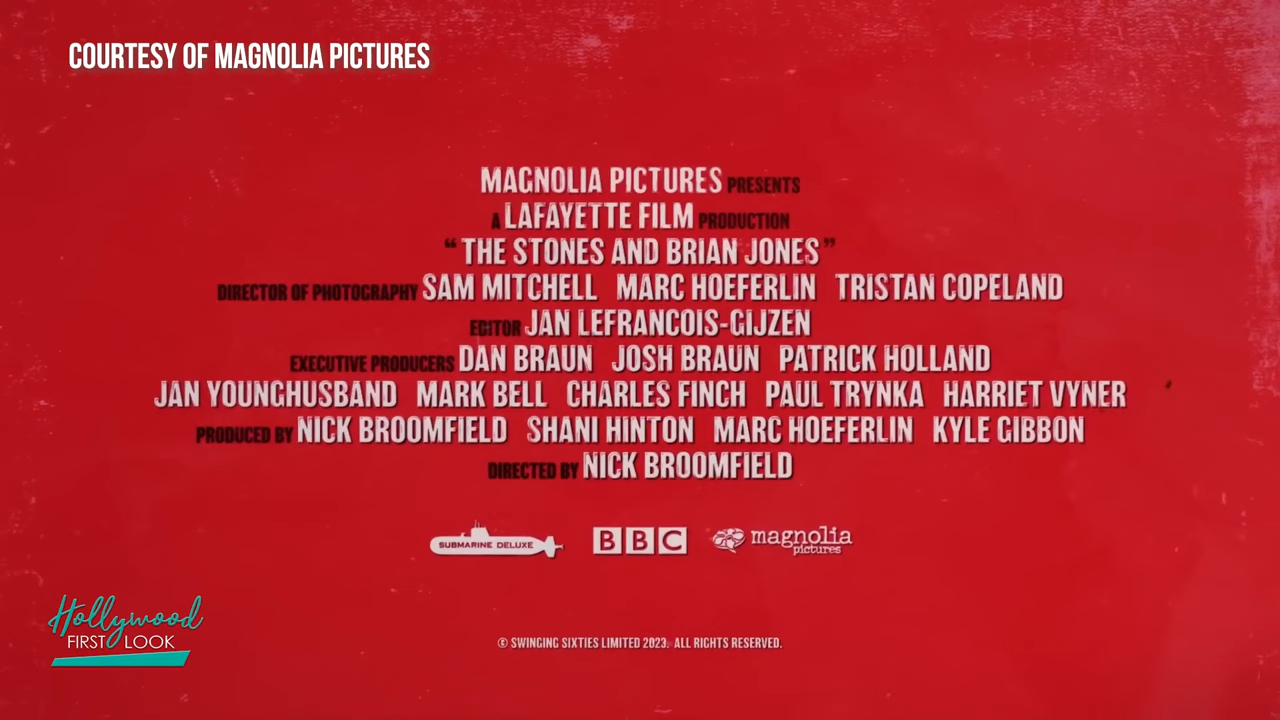 COURTESY OF MAGNOLIA PICTURES
MAGNOLIA PICTURES PRESENTS
A LAFAYETTE FILM PRODUCTION
“THE STONES AND BRIAN JONES”
DIRECTOR OF PHOTOGRAPHY SAM MITCHELL MARC HOEFERLIN TRISTAN COPELAND
EDITOR JAN LEFRANCOIS-GIJZEN
EXECUTIVE PRODUCERS DAN BRAUN JOSH BRAUN PATRICK HOLLAND
JAN YOUNGHUSBAND MARK BELL CHARLES FINCH PAUL TRYNKA HARRIET VYNER
PRODUCED BY NICK BROOMFIELD SHANI HINTON MARC HOEFERLIN KYLE GIBBON
DIRECTED BY NICK BROOMFIELD
SUBMARINE DELUXE
BBC
magnolia
pictures
Hollywood
FIRST LOOK
© SWINGING SIXTIES LIMITED 2023. ALL RIGHTS RESERVED.